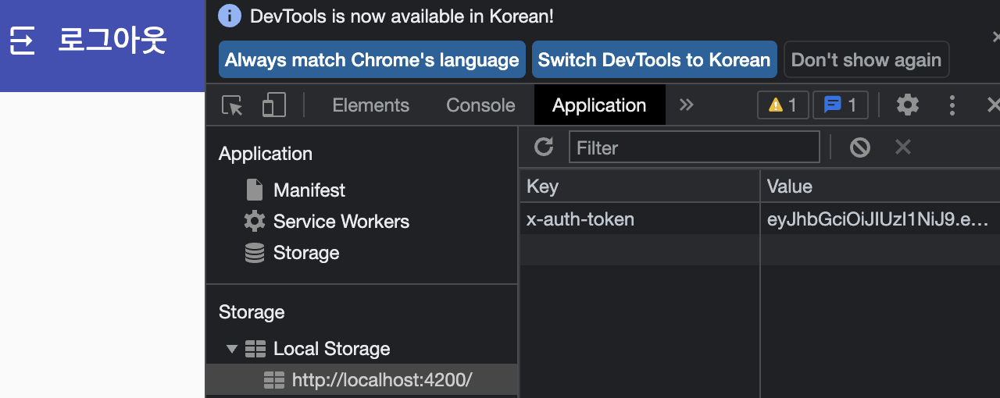 로그아웃
DevTools is now available in Korean!
Always match Chrome's language
Switch DevTools to Korean
Don't show again
Elements
Console
Application
1
1
Application
Manifest
Service Workers
Storage
Storage
Local Storage
http://localhost:4200/
Filter
Key
Value
x-auth-token
eyJhbGciOiJIUzI1NiJ9.e…